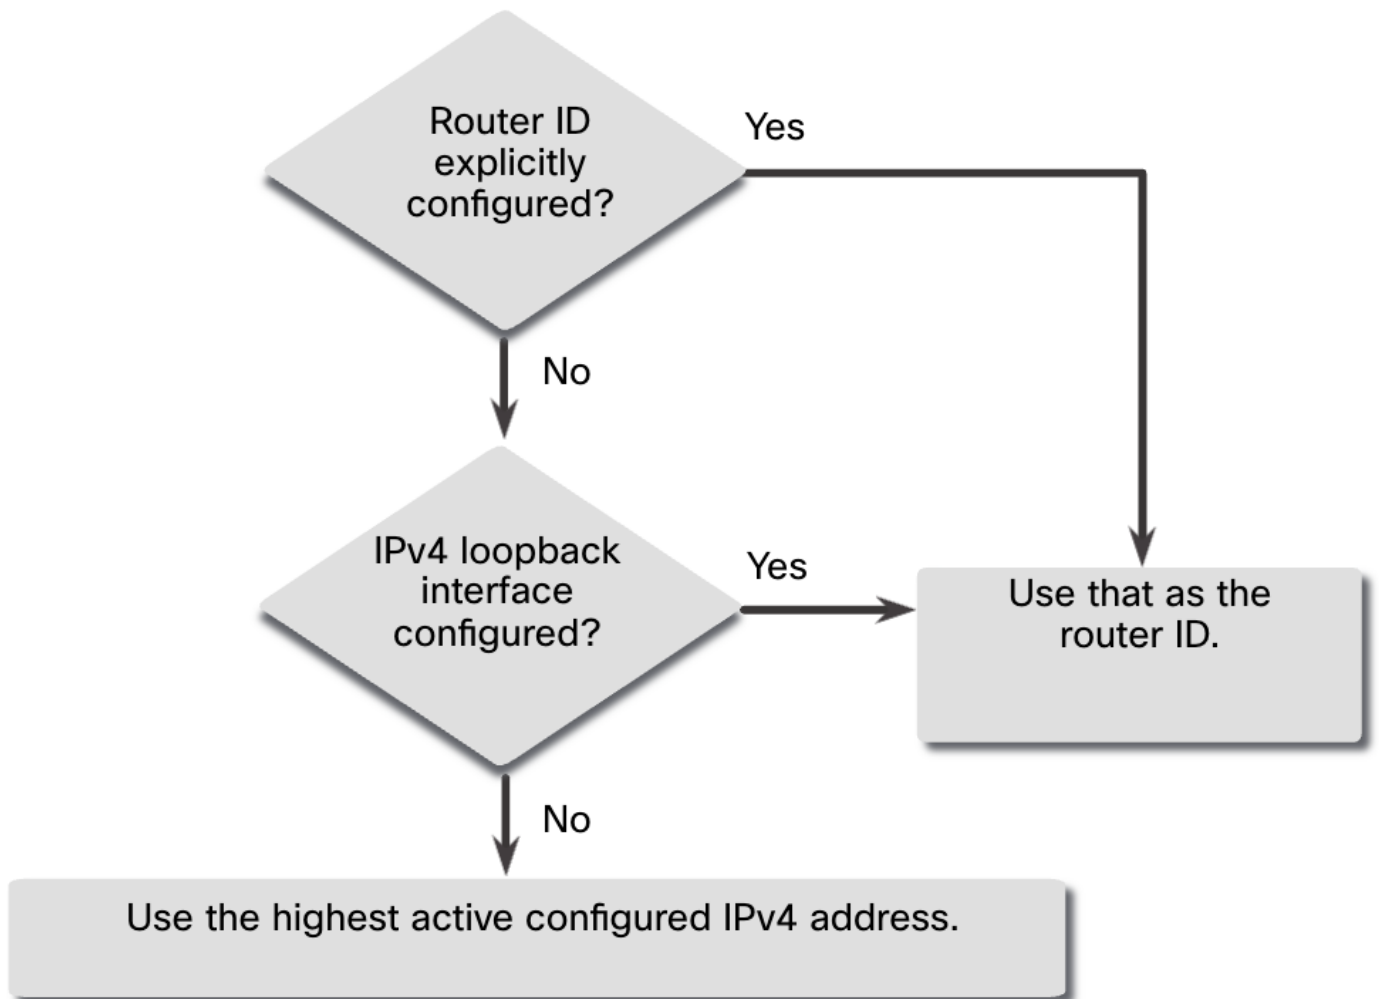 Router ID
explicitly
configured?
Yes
No
IPv4 loopback
interface
configured?
Yes
Use that as the
router ID.
No
Use the highest active configured IPv4 address.